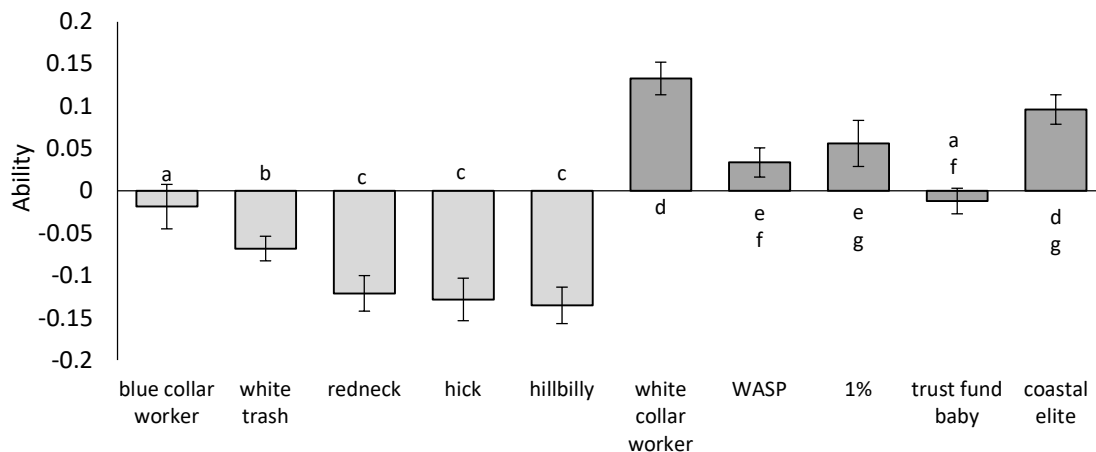 0.2
0.15
0.1
0.05
0
-0.05
-0.1
-0.15
-0.2
Ability
a b c c c a
f
d e e d
f g g
blue collar white redneck hick hillbilly white WASP 1% trust fund coastal
worker trash collar baby elite
worker